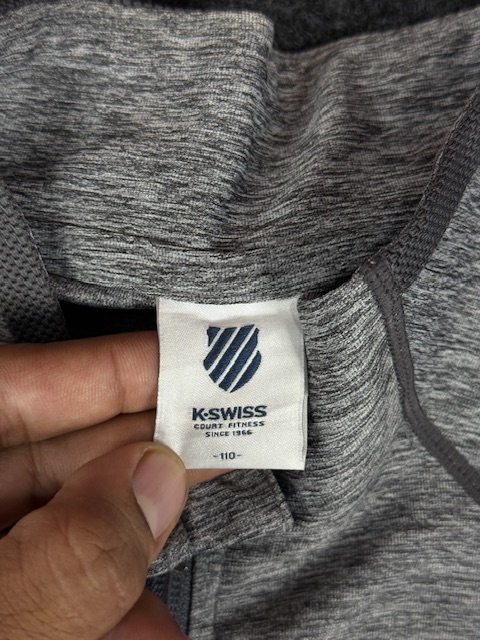 K·SWISS
COURT FITNESS
SINCE 1966
-110-